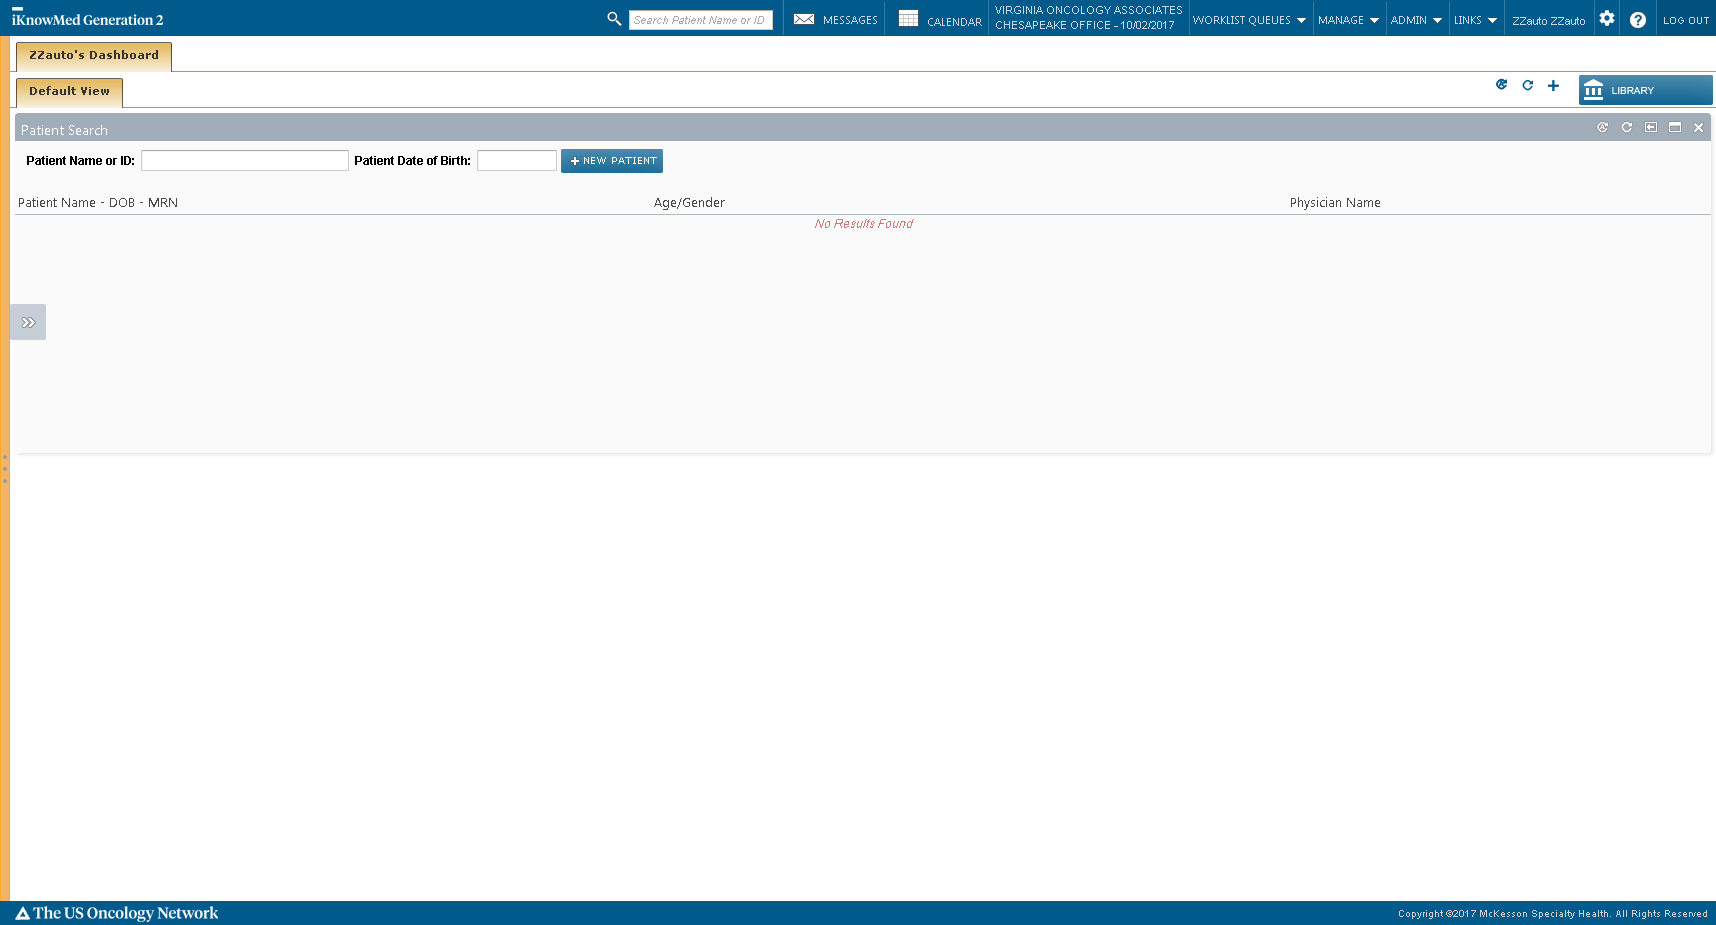 iKnowMed Generation 2
Search Patient Name or ID
MESSAGES
CALENDAR
VIRGINIA ONCOLOGY ASSOCIATES
CHESAPEAKE OFFICE - 10/02/2017
WORKLIST QUEUES
MANAGE
ADMIN
LINKS
ZZauto ZZauto
?
LOG OUT
ZZauto's Dashboard
Default View
LIBRARY
Patient Search
Patient Name or ID:
Patient Date of Birth:
+ NEW PATIENT
Patient Name - DOB - MRN
Age/Gender
Physician Name
No Results Found
The US Oncology Network
Copyright ©2017 McKesson Specialty Health. All Rights Reserved